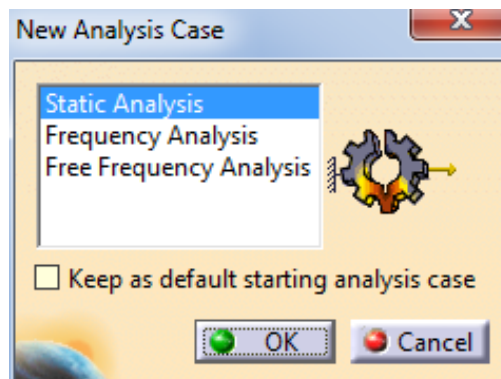 New Analysis Case
Static Analysis
Frequency Analysis
Free Frequency Analysis
Keep as default starting analysis case
OK
Cancel